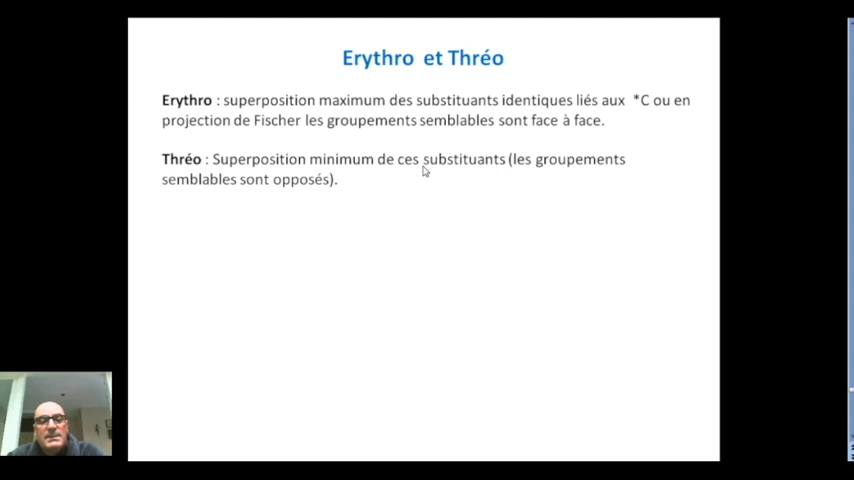 Erythro et Thréo
Erythro : superposition maximum des substituants identiques liés aux *C ou en
projection de Fischer les groupements semblables sont face à face.
Thréo : Superposition minimum de ces substituants (les groupements
semblables sont opposés).